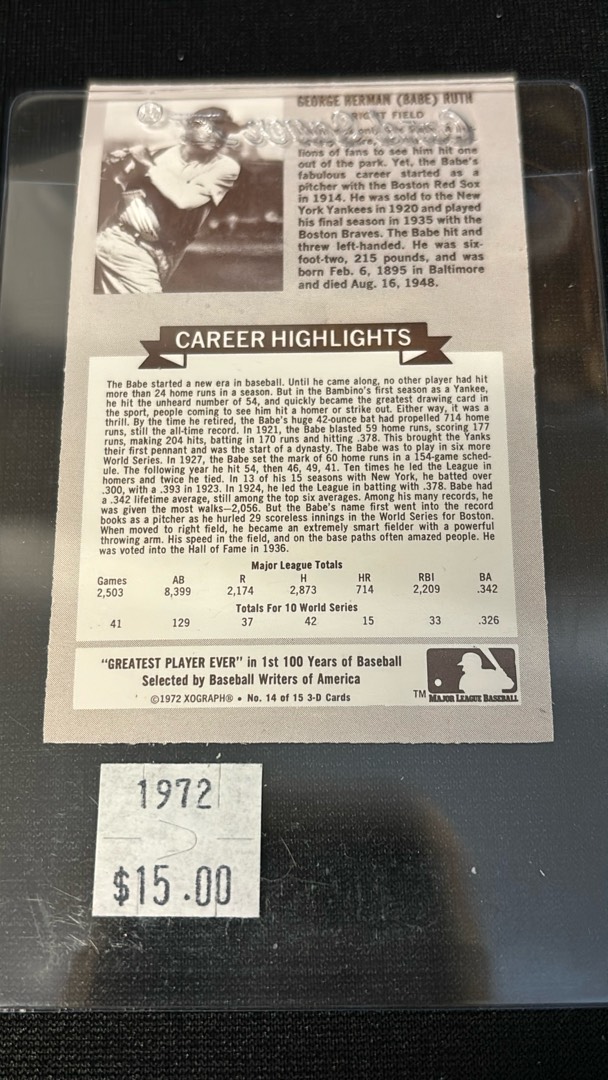 GEORGE HERMAN (BABE) RUTH
RIGHT FIELD
lions of fans to see him hit one
out of the park. Yet, the Babe's
fabulous career started as a
pitcher with the Boston Red Sox
in 1914. He was sold to the New
York Yankees in 1920 and played
his final season in 1935 with the
Boston Braves. The Babe hit and
threw left-handed. He was six-
foot-two, 215 pounds, and was
born Feb. 6, 1895 in Baltimore
and died Aug. 16, 1948.
CAREER HIGHLIGHTS
The Babe started a new era in baseball. Until he came along, no other player had hit
more than 24 home runs in a season. But in the Bambino's first season as a Yankee,
he hit the unheard number of 54, and quickly became the greatest drawing card in
the sport, people coming to see him hit a homer or strike out. Either way, it was a
thrill. By the time he retired, the Babe's huge 42-ounce bat had propelled 714 home
runs, still the all-time record. In 1921, the Babe blasted 59 home runs, scoring 177
runs, making 204 hits, batting in 170 runs and hitting .378. This brought the Yanks
their first pennant and was the start of a dynasty. The Babe was to play in six more
World Series. In 1927, the Babe set the mark of 60 home runs in a 154-game sched-
ule. The following year he hit 54, then 46, 49, 41. Ten times he led the League in
homers and twice he tied. In 13 of his 15 seasons with New York, he batted over
.300, with a .393 in 1923. In 1924, he led the League in batting with .378. Babe had
a .342 lifetime average, still among the top six averages. Among his many records, he
was given the most walks—2,056. But the Babe's name first went into the record
books as a pitcher as he hurled 29 scoreless innings in the World Series for Boston.
When moved to right field, he became an extremely smart fielder with a powerful
throwing arm. His speed in the field, and on the base paths often amazed people. He
was voted into the Hall of Fame in 1936.
Major League Totals
Games AB R H HR RBI BA
2,503 8,399 2,174 2,873 714 2,209 .342
Totals For 10 World Series
41 129 37 42 15 33 .326
"GREATEST PLAYER EVER" in 1st 100 Years of Baseball
Selected by Baseball Writers of America
©1972 XOGRAPH® • No. 14 of 15 3-D Cards
TM MAJOR LEAGUE BASEBALL
1972
$15.00